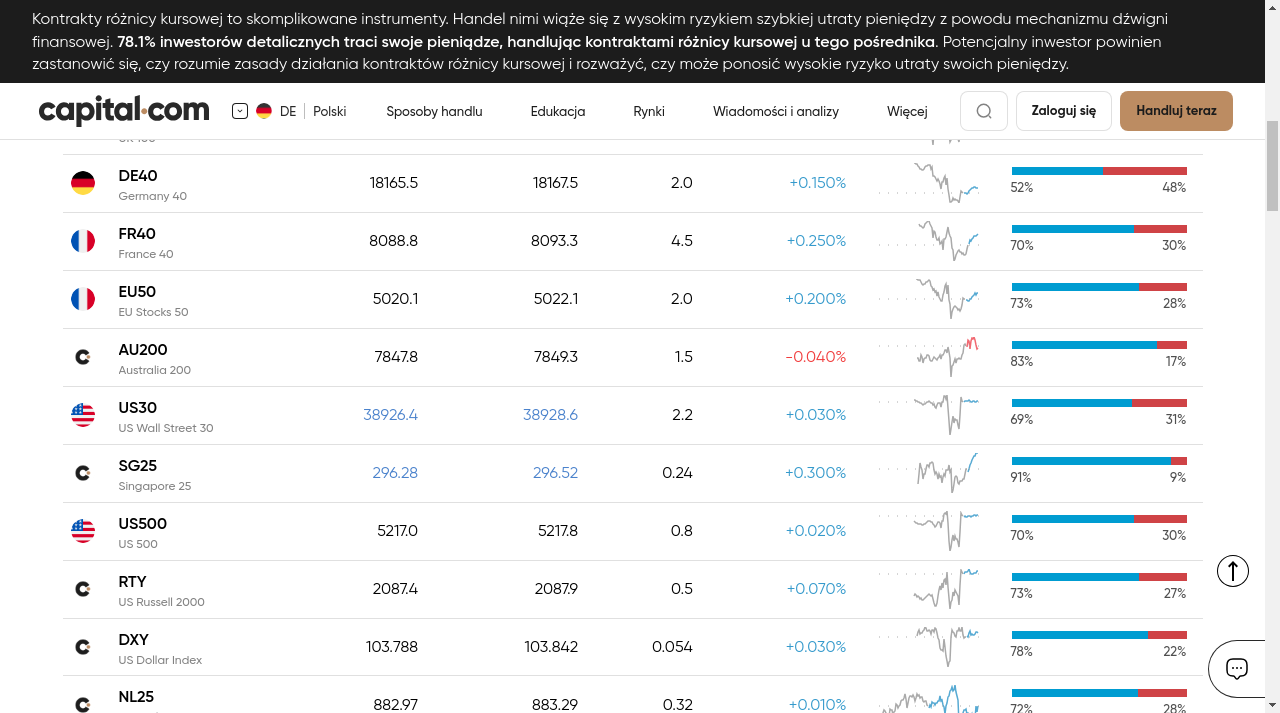 Kontrakty różnicy kursowej to skomplikowane instrumenty. Handel nimi wiąże się z wysokim ryzykiem szybkiej utraty pieniędzy z powodu mechanizmu dźwigni
finansowej. 78.1% inwestorów detalicznych traci swoje pieniądze, handlując kontraktami różnicy kursowej u tego pośrednika. Potencjalny inwestor powinien
zastanowić się, czy rozumie zasady działania kontraktów różnicy kursowej i rozważyć, czy może ponosić wysokie ryzyko utraty swoich pieniędzy.
capital.com DE Polski Sposoby handlu Edukacja Rynki Wiadomości i analizy Więcej Zaloguj się Handluj teraz
DE40 18165.5 18167.5 2.0 +0.150%
Germany 40 52% 48%
FR40 8088.8 8093.3 4.5 +0.250%
France 40 70% 30%
EU50 5020.1 5022.1 2.0 +0.200%
EU Stocks 50 73% 28%
AU200 7847.8 7849.3 1.5 -0.040%
Australia 200 83% 17%
US30 38926.4 38928.6 2.2 +0.030%
US Wall Street 30 69% 31%
SG25 296.28 296.52 0.24 +0.300%
Singapore 25 91% 9%
US500 5217.0 5217.8 0.8 +0.020%
US 500 70% 30%
RTY 2087.4 2087.9 0.5 +0.070%
US Russell 2000 73% 27%
DXY 103.788 103.842 0.054 +0.030%
US Dollar Index 78% 22%
NL25 882.97 883.29 0.32 +0.010%
72% 28%